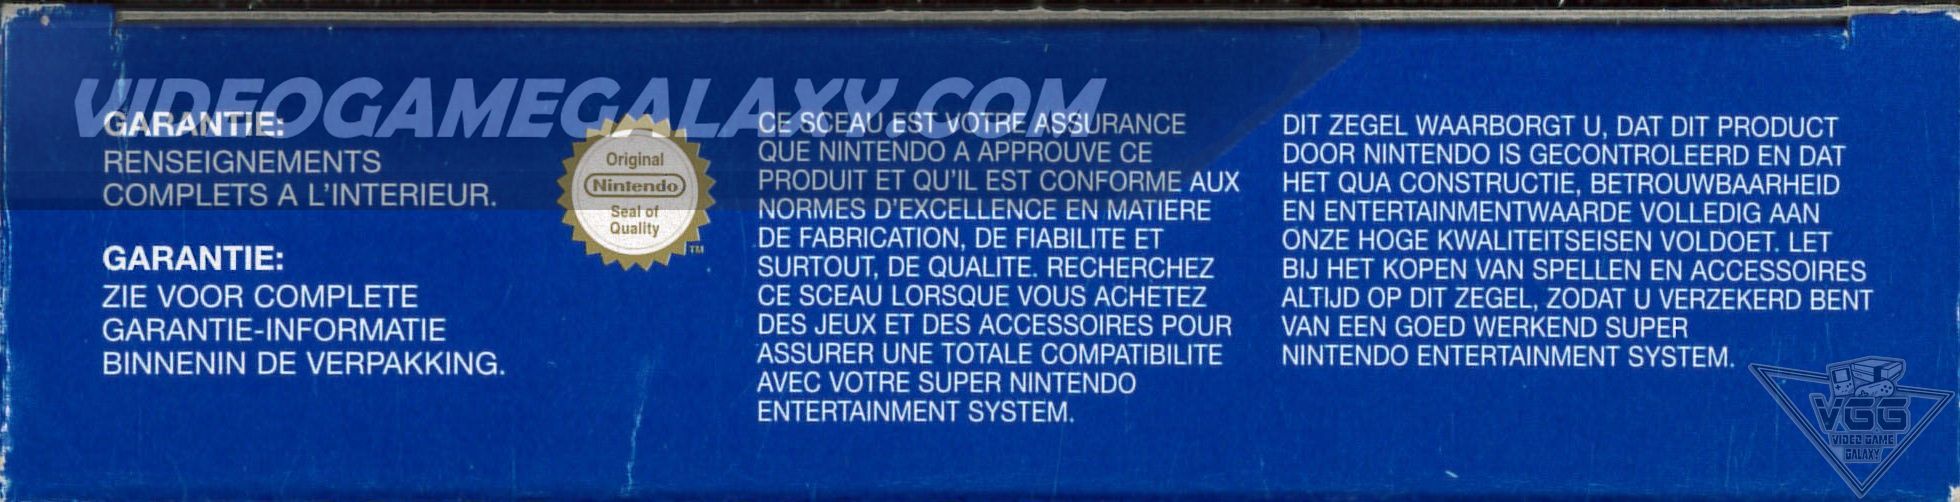 VIDEOGAMEGALAXY.COM
GARANTIE:
RENSEIGNEMENTS
COMPLETS A L'INTERIEUR.
GARANTIE:
ZIE VOOR COMPLETE
GARANTIE-INFORMATIE
BINNENIN DE VERPAKKING.
Original
Nintendo
Seal of
Quality
TM
CE SCEAU EST VOTRE ASSURANCE
QUE NINTENDO A APPROUVE CE
PRODUIT ET QU'IL EST CONFORME AUX
NORMES D'EXCELLENCE EN MATIERE
DE FABRICATION, DE FIABILITE ET
SURTOUT, DE QUALITE. RECHERCHEZ
CE SCEAU LORSQUE VOUS ACHETEZ
DES JEUX ET DES ACCESSOIRES POUR
ASSURER UNE TOTALE COMPATIBILITE
AVEC VOTRE SUPER NINTENDO
ENTERTAINMENT SYSTEM.
DIT ZEGEL WAARBORGT U, DAT DIT PRODUCT
DOOR NINTENDO IS GECONTROLEERD EN DAT
HET QUA CONSTRUCTIE, BETROUWBAARHEID
EN ENTERTAINMENTWAARDE VOLLEDIG AAN
ONZE HOGE KWALITEITSEISEN VOLDOET. LET
BIJ HET KOPEN VAN SPELLEN EN ACCESSOIRES
ALTIJD OP DIT ZEGEL, ZODAT U VERZEKERD BENT
VAN EEN GOED WERKEND SUPER
NINTENDO ENTERTAINMENT SYSTEM.
VGG
VIDEO GAME
GALAXY